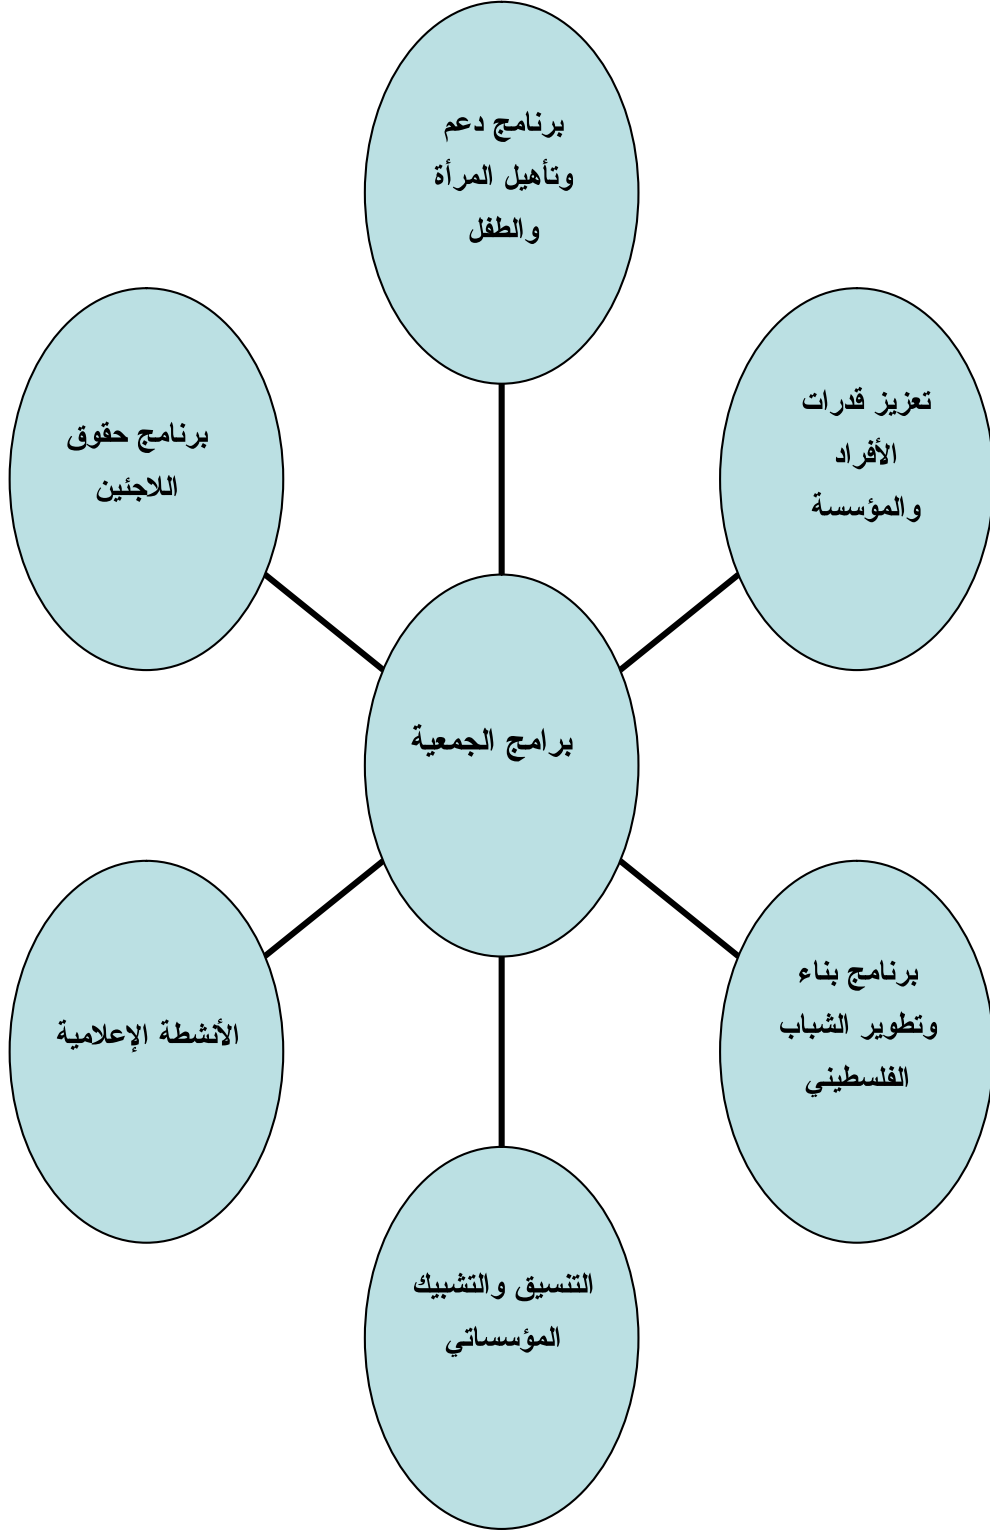 برنامج دعم
وتأهيل المرأة
والطفل
تعزيز قدرات
الأفراد
والمؤسسة
برنامج حقوق
اللاجئين
برامج الجمعية
برنامج بناء
وتطوير الشباب
الفلسطيني
الأنشطة الإعلامية
التنسيق والتشبيك
المؤسساتي